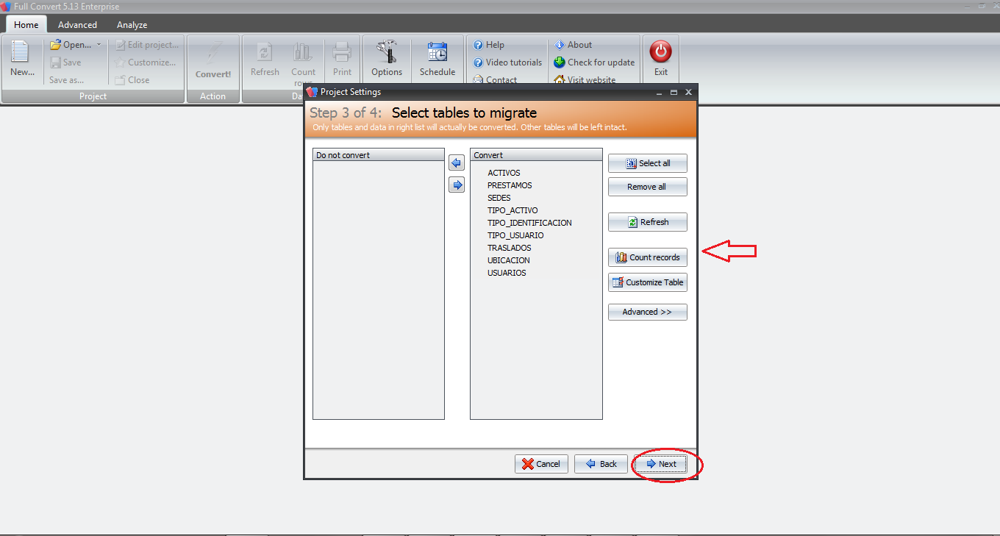 Full Convert 5.13 Enterprise
Home Advanced Analyze
New...
Open...
Save
Save as...
Edit project...
Customize...
Close
Project
Convert!
Action
Refresh
Count
rows
Print
Da
Options
Schedule
Help
Video tutorials
Contact
About
Check for update
Visit website
Exit
Project Settings
Step 3 of 4: Select tables to migrate
Only tables and data in right list will actually be converted. Other tables will be left intact.
Do not convert
Convert
ACTIVOS
PRESTAMOS
SEDES
TIPO_ACTIVO
TIPO_IDENTIFICACION
TIPO_USUARIO
TRASLADOS
UBICACION
USUARIOS
Select all
Remove all
Refresh
Count records
Customize Table
Advanced >>
Cancel
Back
Next